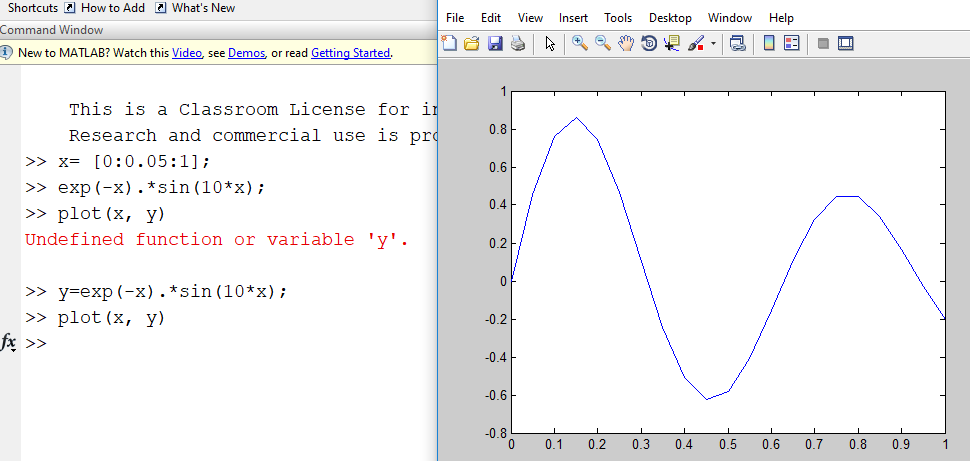 Shortcuts How to Add What's New
Command Window
New to MATLAB? Watch this Video, see Demos, or read Getting Started.
This is a Classroom License for in
Research and commercial use is pro
>> x= [0:0.05:1];
>> exp(-x).*sin(10*x);
>> plot(x, y)
Undefined function or variable 'y'.
>> y=exp(-x).*sin(10*x);
>> plot(x, y)
fx >>
File Edit View Insert Tools Desktop Window Help
1
0.8
0.6
0.4
0.2
0
-0.2
-0.4
-0.6
-0.8
0 0.1 0.2 0.3 0.4 0.5 0.6 0.7 0.8 0.9 1